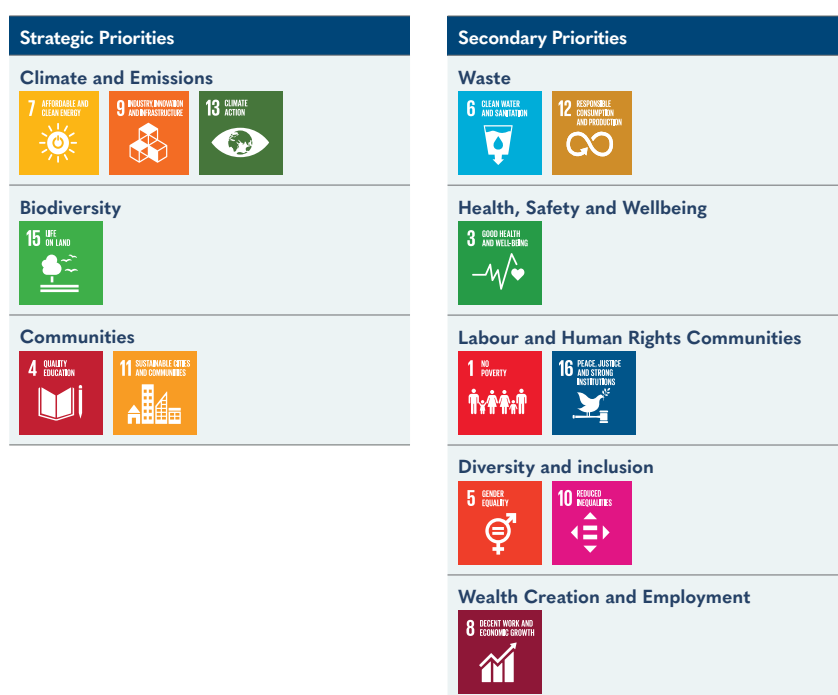 Strategic Priorities
Climate and Emissions
7 AFFORDABLE AND
CLEAN ENERGY
9 INDUSTRY, INNOVATION
AND INFRASTRUCTURE
13 CLIMATE
ACTION
Biodiversity
15 LIFE
ON LAND
Communities
4 QUALITY
EDUCATION
11 SUSTAINABLE CITIES
AND COMMUNITIES
Secondary Priorities
Waste
6 CLEAN WATER
AND SANITATION
12 RESPONSIBLE
CONSUMPTION
AND PRODUCTION
Health, Safety and Wellbeing
3 GOOD HEALTH
AND WELL-BEING
Labour and Human Rights Communities
1 NO
POVERTY
16 PEACE, JUSTICE
AND STRONG
INSTITUTIONS
Diversity and inclusion
5 GENDER
EQUALITY
10 REDUCED
INEQUALITIES
Wealth Creation and Employment
8 DECENT WORK AND
ECONOMIC GROWTH